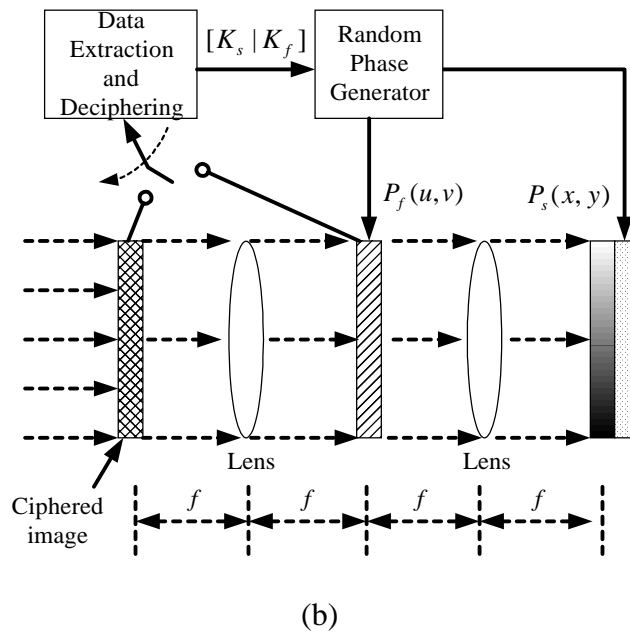 Data
Extraction
and
Deciphering
[K_s | K_f]
Random
Phase
Generator
P_f(u,v)
P_s(x, y)
Lens
Lens
Ciphered
image
f
f
f
f
(b)